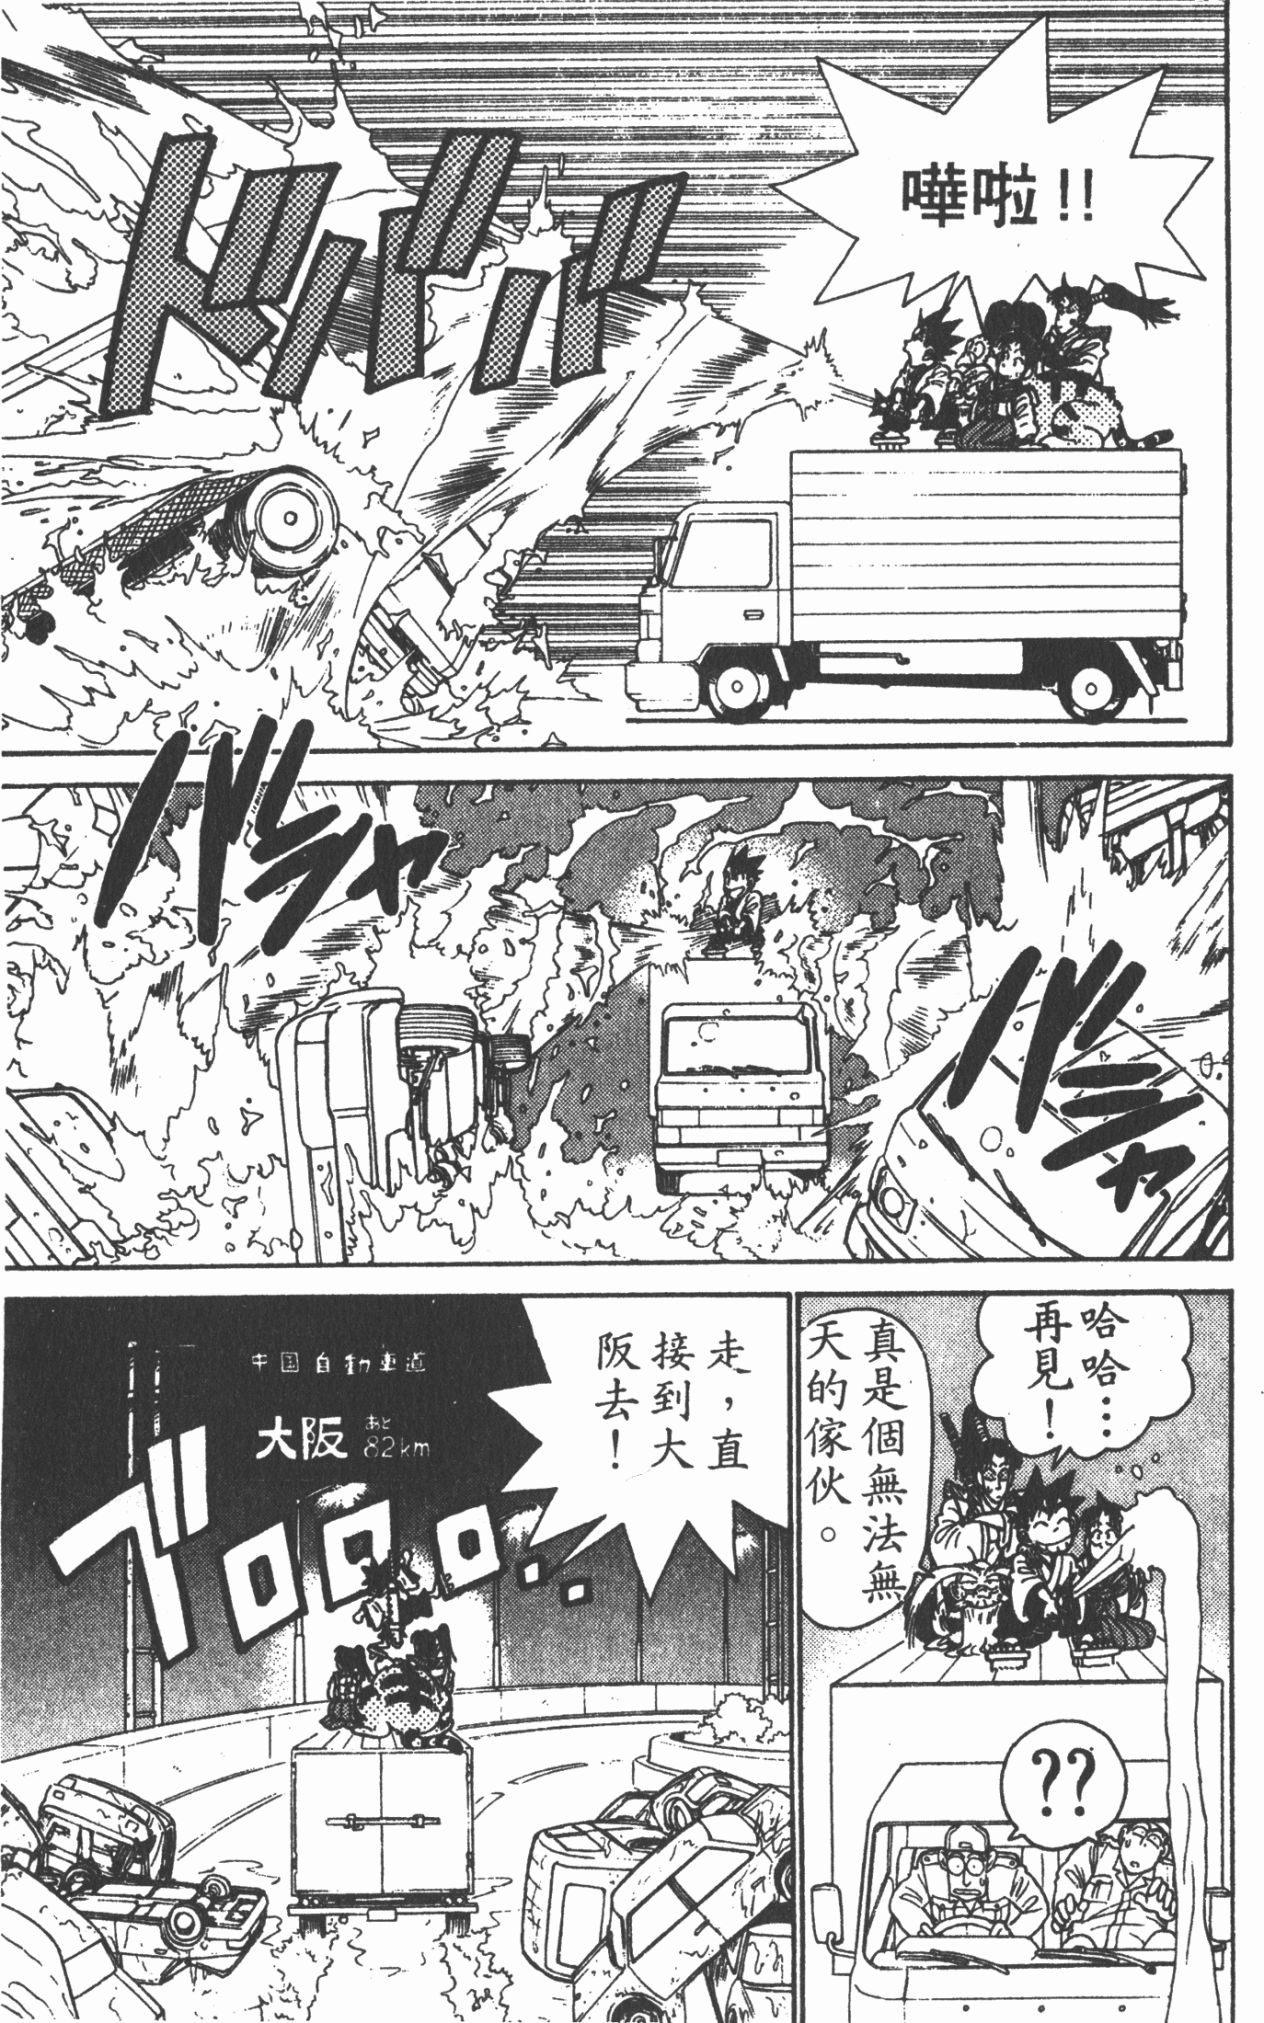 嘩啦!!
ドババ
バシャ
バシャ
哈哈…
再見！
真是個無法無
天的傢伙。
??
走，直
接到大
阪去！
中国自動車道
大阪 あと
82km
ブロロロ…